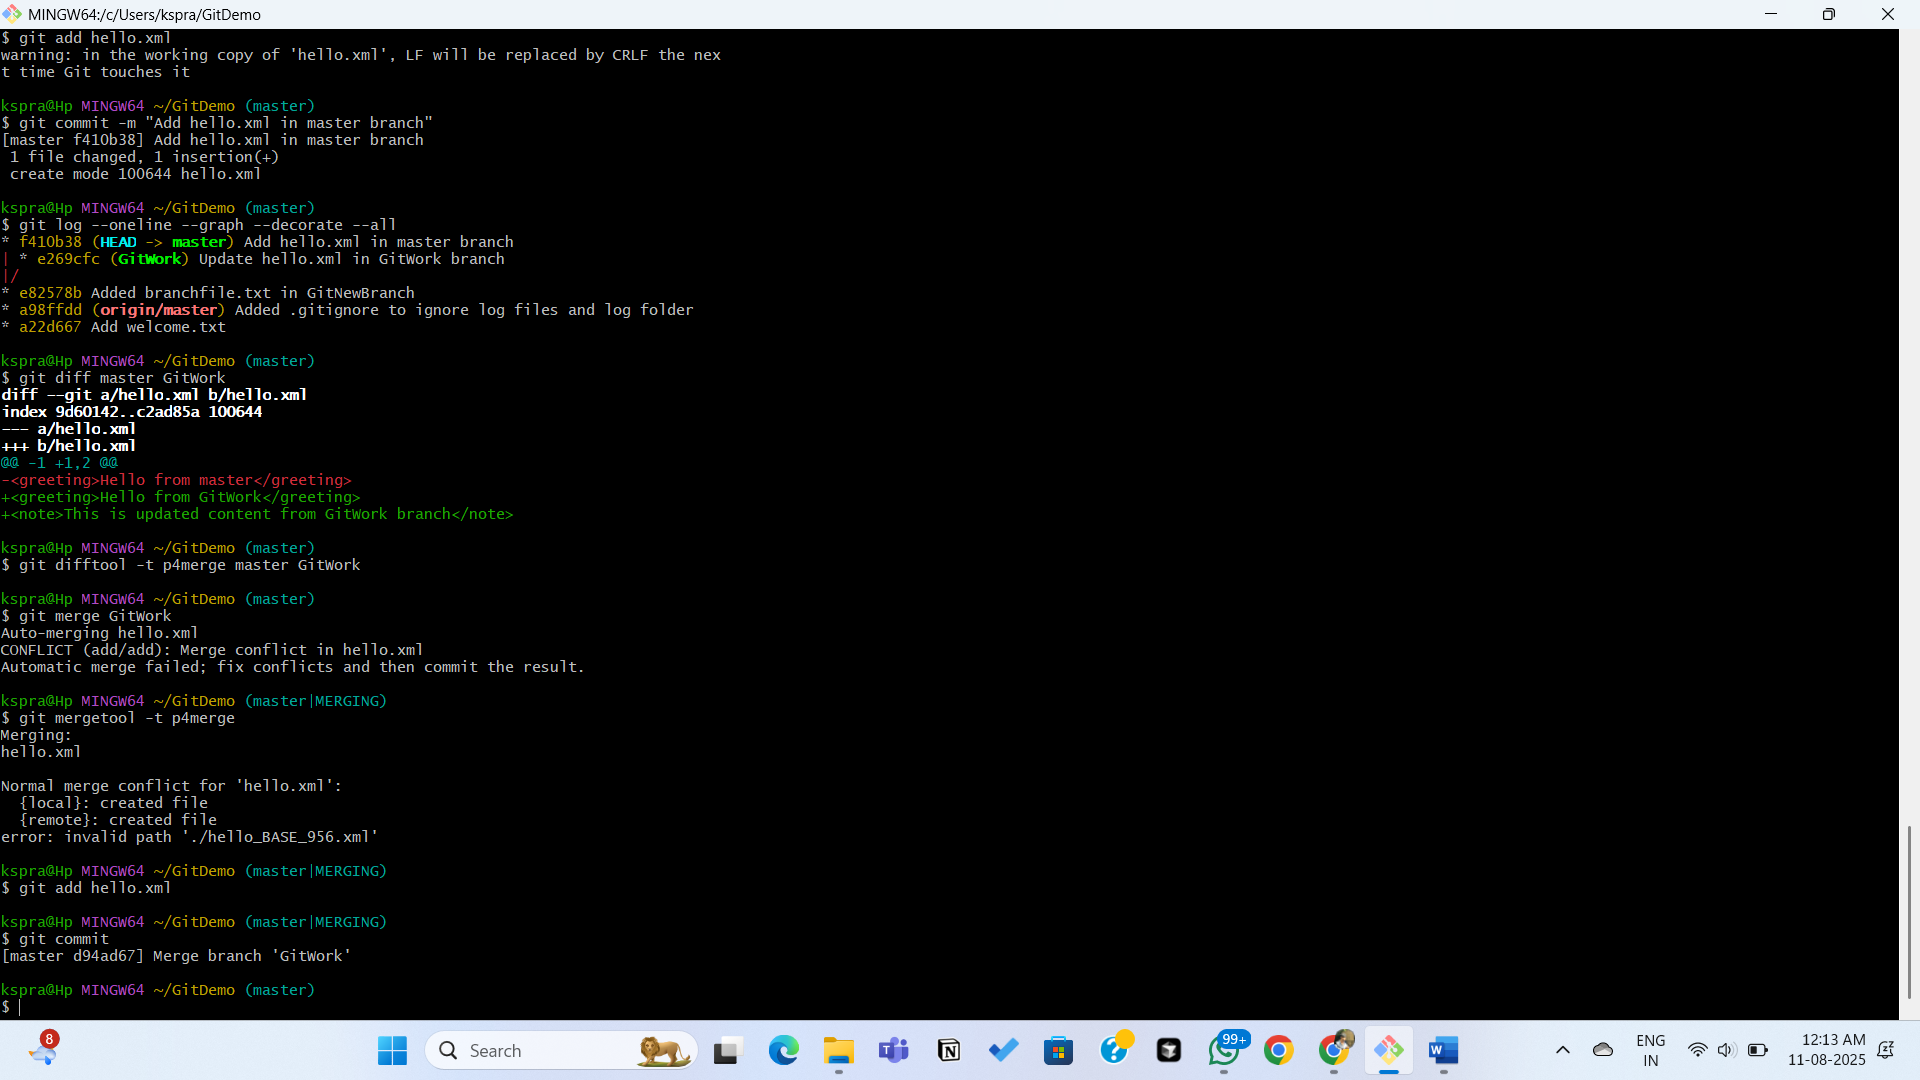 MINGW64:/c/Users/kspra/GitDemo
$ git add hello.xml
warning: in the working copy of 'hello.xml', LF will be replaced by CRLF the nex
t time Git touches it
kspra@Hp MINGW64 ~/GitDemo (master)
$ git commit -m "Add hello.xml in master branch"
[master f410b38] Add hello.xml in master branch
 1 file changed, 1 insertion(+)
 create mode 100644 hello.xml
kspra@Hp MINGW64 ~/GitDemo (master)
$ git log --oneline --graph --decorate --all
* f410b38 (HEAD -> master) Add hello.xml in master branch
| * e269cfc (GitWork) Update hello.xml in GitWork branch
|/
* e82578b Added branchfile.txt in GitNewBranch
* a98ffdd (origin/master) Added .gitignore to ignore log files and log folder
* a22d667 Add welcome.txt
kspra@Hp MINGW64 ~/GitDemo (master)
$ git diff master GitWork
diff --git a/hello.xml b/hello.xml
index 9d60142..c2ad85a 100644
--- a/hello.xml
+++ b/hello.xml
@@ -1 +1,2 @@
-<greeting>Hello from master</greeting>
+<greeting>Hello from GitWork</greeting>
+<note>This is updated content from GitWork branch</note>
kspra@Hp MINGW64 ~/GitDemo (master)
$ git difftool -t p4merge master GitWork
kspra@Hp MINGW64 ~/GitDemo (master)
$ git merge GitWork
Auto-merging hello.xml
CONFLICT (add/add): Merge conflict in hello.xml
Automatic merge failed; fix conflicts and then commit the result.
kspra@Hp MINGW64 ~/GitDemo (master|MERGING)
$ git mergetool -t p4merge
Merging:
hello.xml
Normal merge conflict for 'hello.xml':
  {local}: created file
  {remote}: created file
error: invalid path './hello_BASE_956.xml'
kspra@Hp MINGW64 ~/GitDemo (master|MERGING)
$ git add hello.xml
kspra@Hp MINGW64 ~/GitDemo (master|MERGING)
$ git commit
[master d94ad67] Merge branch 'GitWork'
kspra@Hp MINGW64 ~/GitDemo (master)
$
8
Search
99+
ENG
IN
12:13 AM
11-08-2025